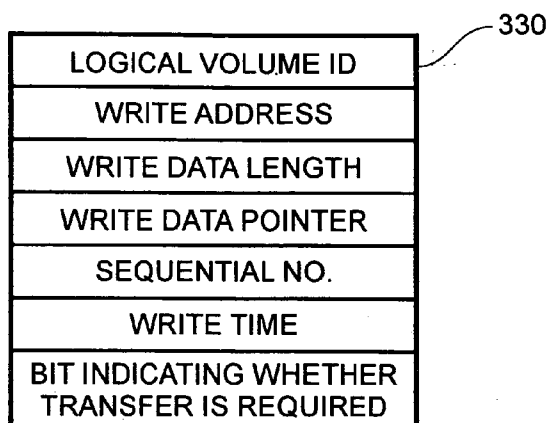 330
LOGICAL VOLUME ID
WRITE ADDRESS
WRITE DATA LENGTH
WRITE DATA POINTER
SEQUENTIAL NO.
WRITE TIME
BIT INDICATING WHETHER
TRANSFER IS REQUIRED